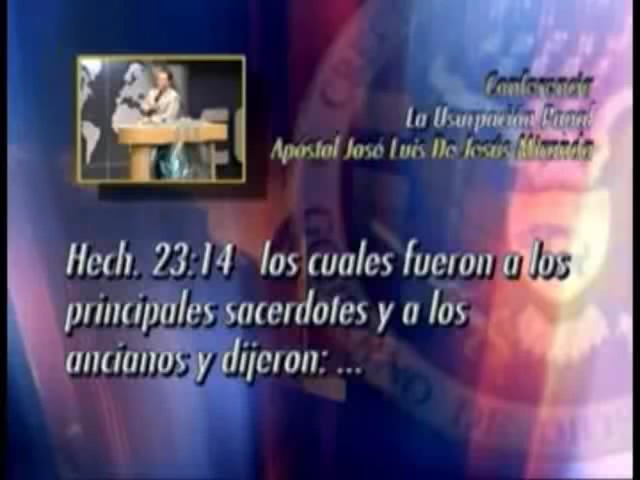 Conferencia
La Usurpación Papal
Apóstol José Luis De Jesús Miranda
Hech. 23:14 los cuales fueron a los
principales sacerdotes y a los
ancianos y dijeron: ...